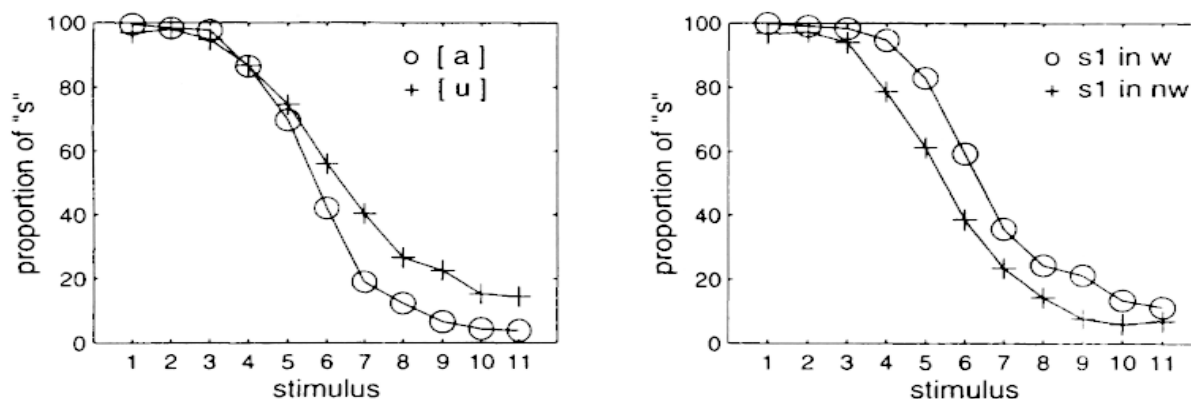 100
80
60
40
20
0
proportion of "s"
[ a ]
[ u ]
1 2 3 4 5 6 7 8 9 10 11
stimulus
100
80
60
40
20
0
proportion of "s"
s1 in w
s1 in nw
1 2 3 4 5 6 7 8 9 10 11
stimulus